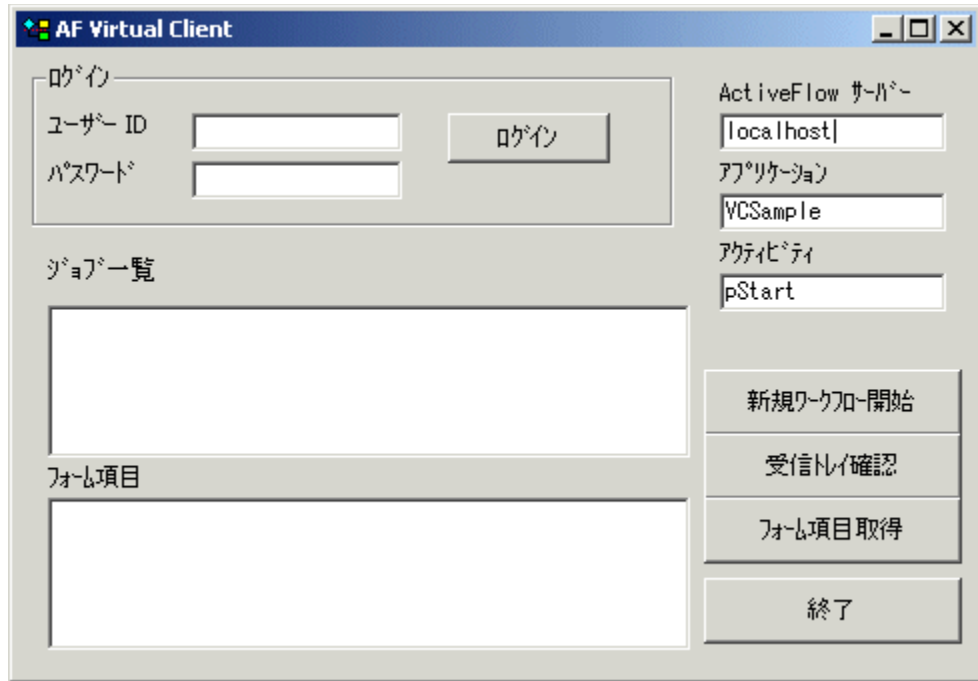 AF Virtual Client
ﾛｸﾞｲﾝ
ﾕｰｻﾞｰ ID
ﾊﾟｽﾜｰﾄﾞ
ﾛｸﾞｲﾝ
ｼﾞｮﾌﾞ一覧
ﾌｫｰﾑ項目
ActiveFlow ｻｰﾊﾞｰ
localhost
ｱﾌﾟﾘｹｰｼｮﾝ
VCSample
ｱｸﾃｨﾋﾞﾃｨ
pStart
新規ﾜｰｸﾌﾛｰ開始
受信ﾄﾚｲ確認
ﾌｫｰﾑ項目取得
終了